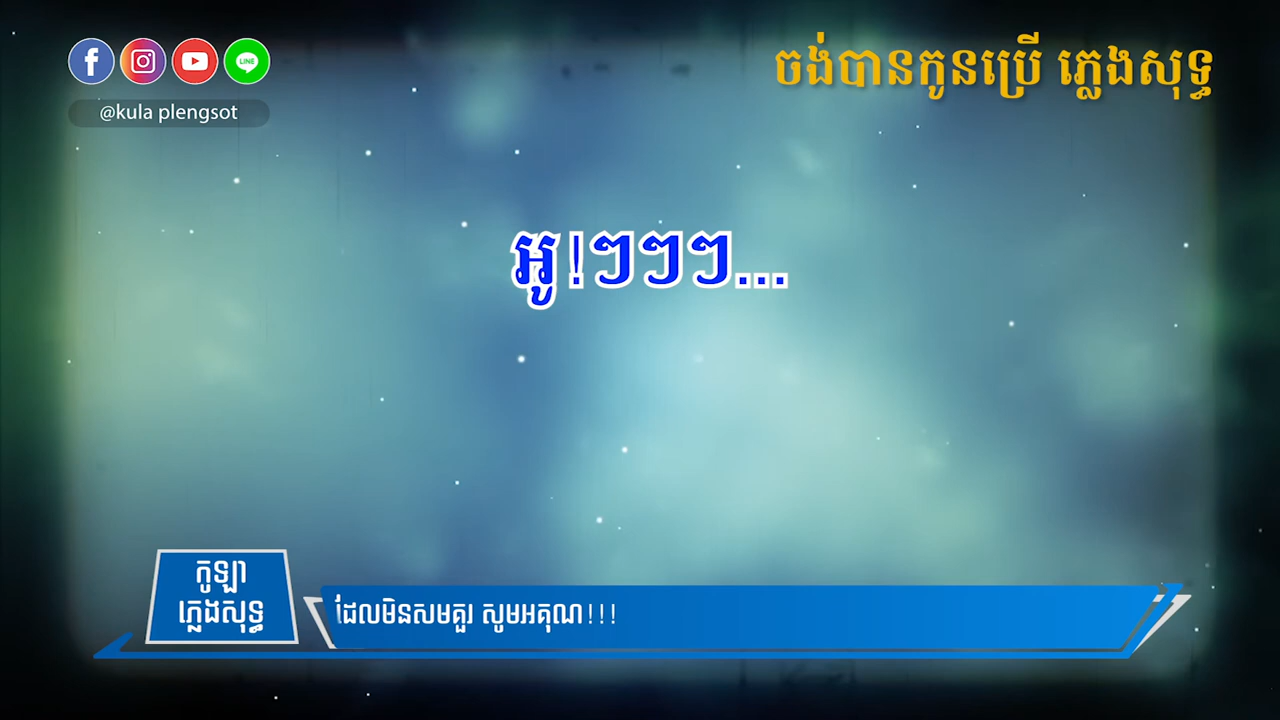 LINE
@kula plengsot
ចង់បានកូនប្រើ ភ្លេងសុទ្ធ
អូ!ៗៗៗ...
កូឡា
ភ្លេងសុទ្ធ
ដែលមិនសមគួរ សូមអគុណ!!!